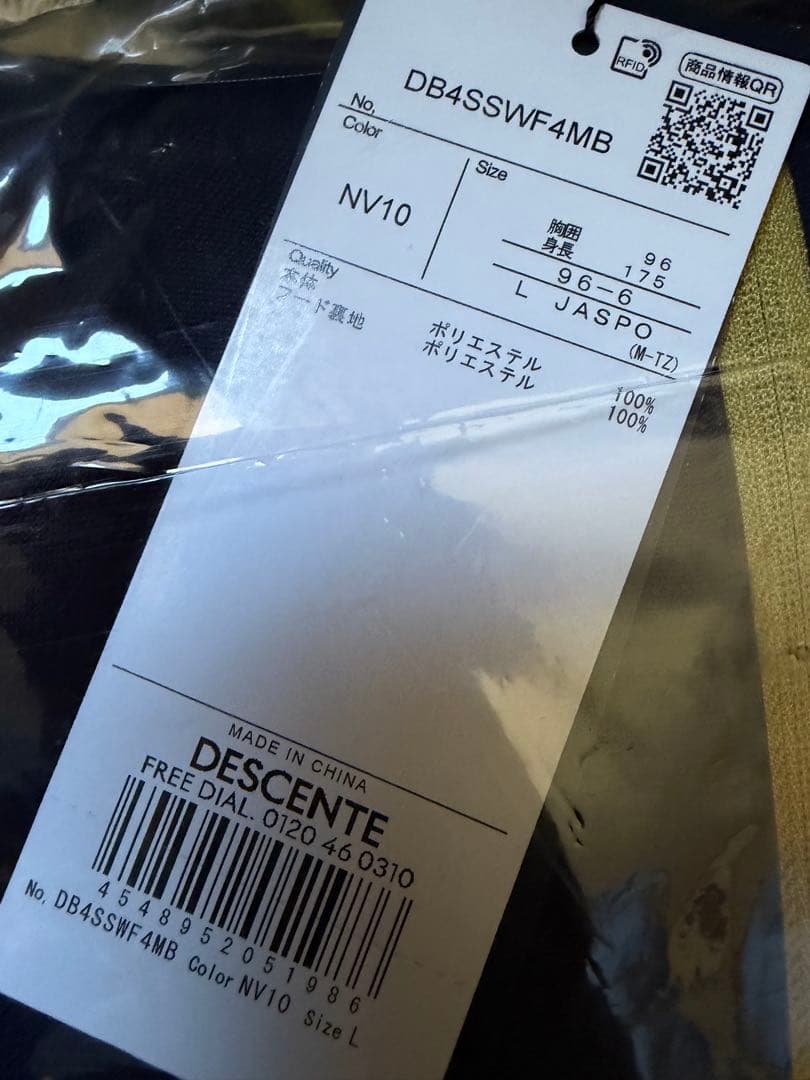 RFID
商品情報QR
No. DB4SSWF4MB
Color
NV10
Size
胸囲 96
身長 175
96-6
L JASPO
(M-TZ)
Quality
本体 ポリエステル 100%
フード裏地 ポリエステル 100%
MADE IN CHINA
DESCENTE
FREE DIAL. 0120 46 0310
4548952051986
No. DB4SSWF4MB Color NV10 Size L